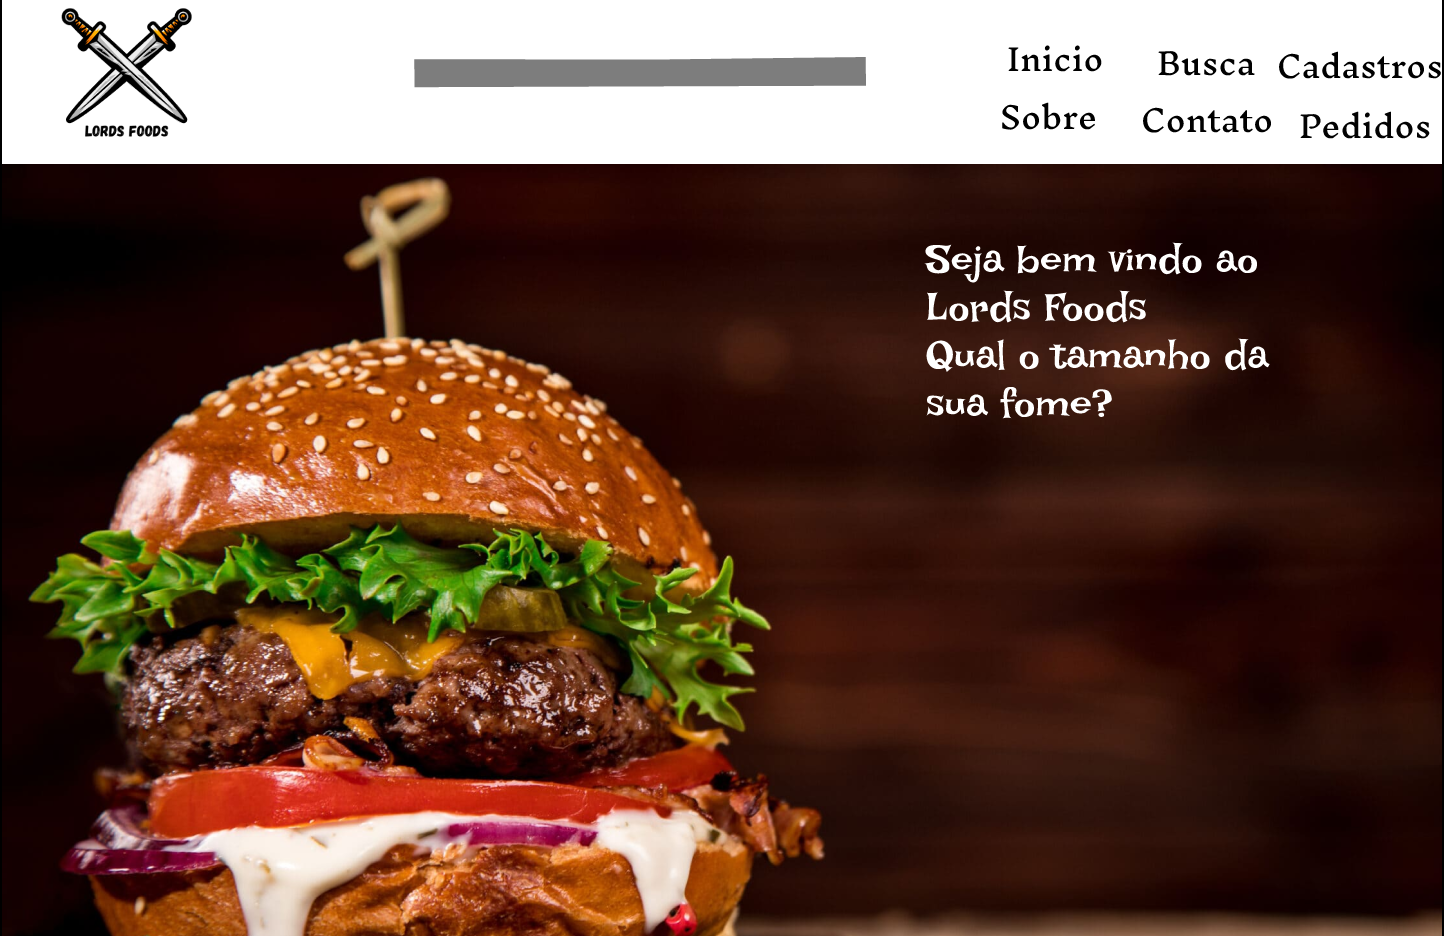 LORDS FOODS
Inicio Busca Cadastros
Sobre Contato Pedidos
Seja bem vindo ao
Lords Foods
Qual o tamanho da
sua fome?